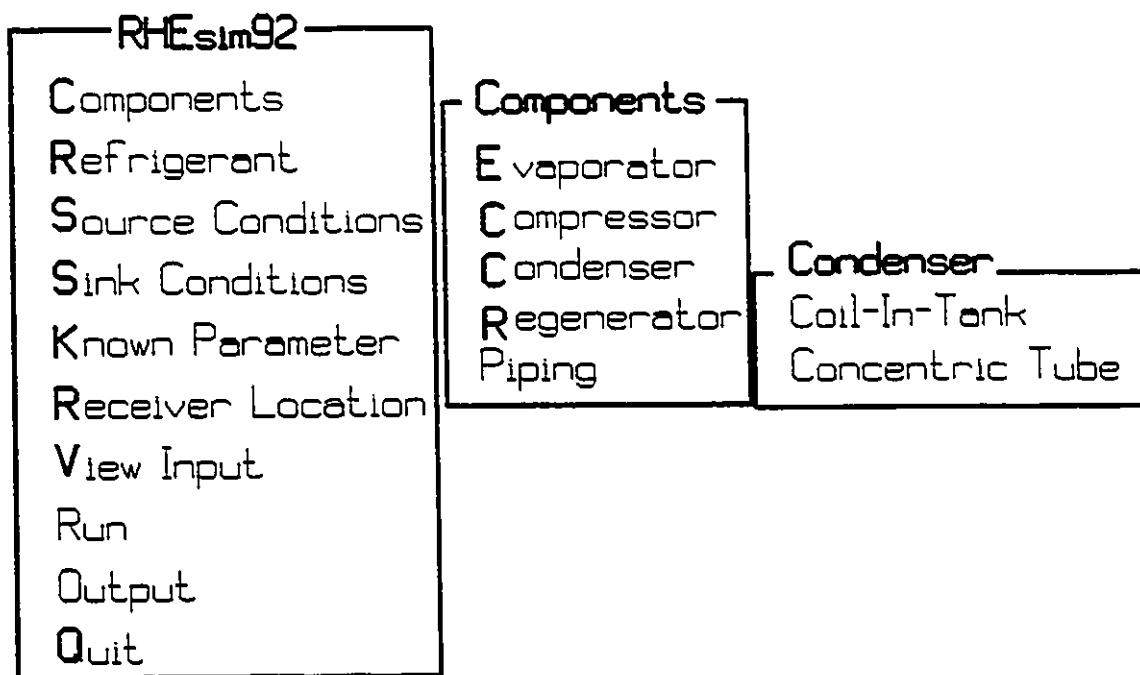 RHEsim92
Components
Refrigerant
Source Conditions
Sink Conditions
Known Parameter
Receiver Location
View Input
Run
Output
Quit
Components
Evaporator
Compressor
Condenser
Regenerator
Piping
Condenser
Coil-In-Tank
Concentric Tube